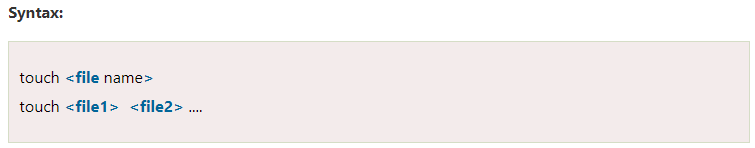 Syntax:
touch <file name>
touch <file1>  <file2> ....